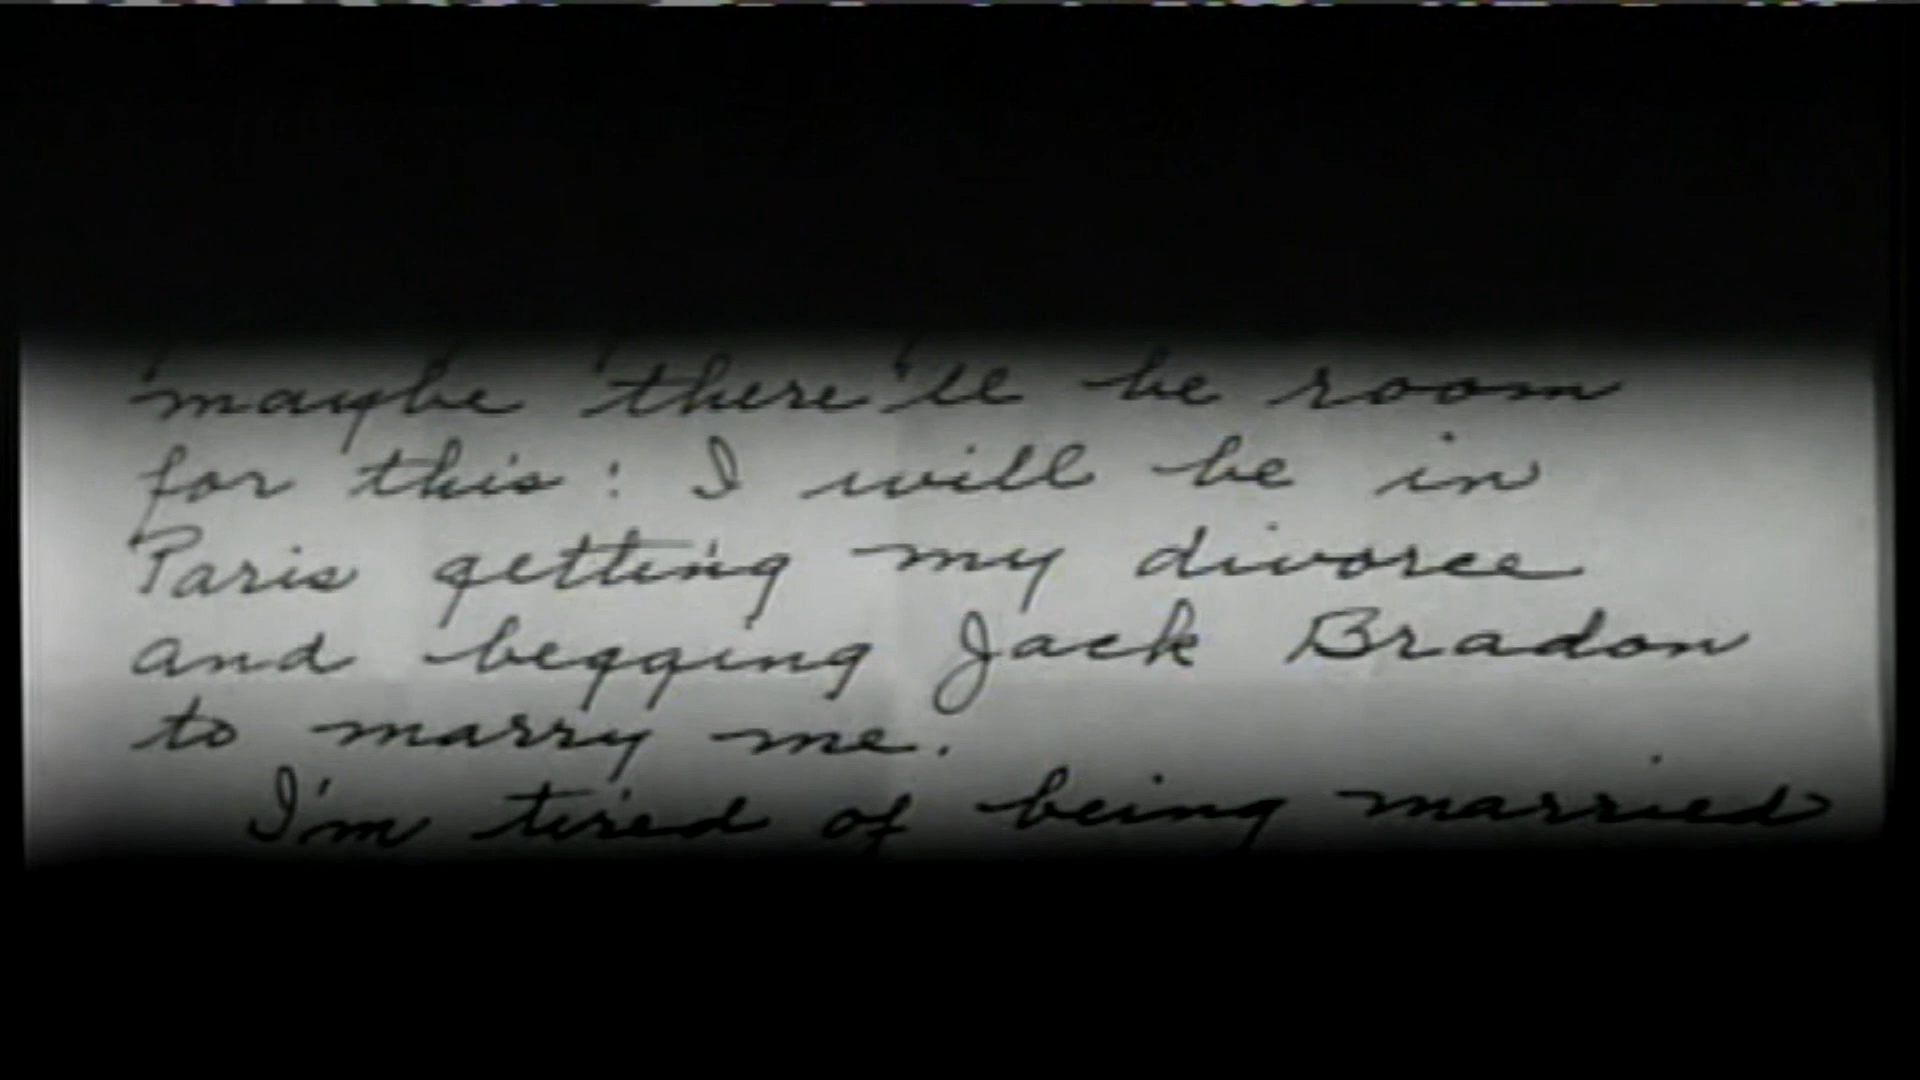 maybe there'll be room
for this: I will be in
Paris getting my divorce
and begging Jack Bradon
to marry me.
I'm tired of being married